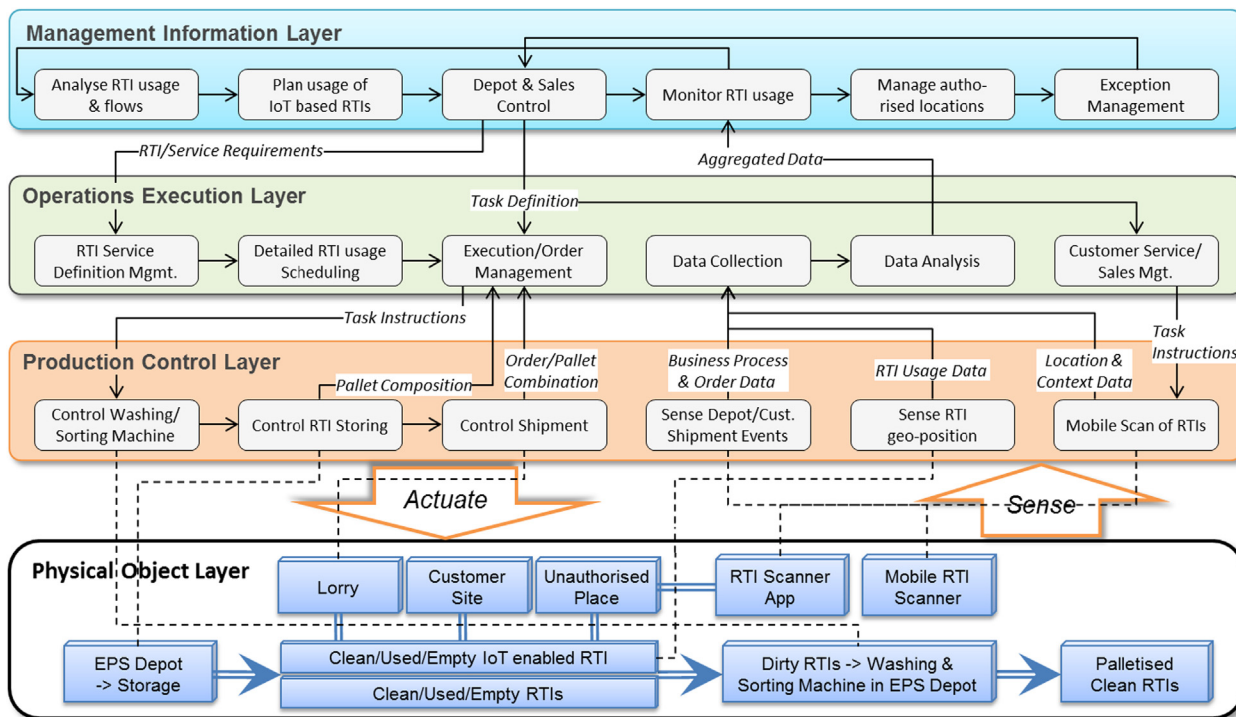 Management Information Layer
Analyse RTI usage
& flows
Plan usage of
IoT based RTIs
Depot & Sales
Control
Monitor RTI usage
Manage autho-
rised locations
Exception
Management
RTI/Service Requirements
Aggregated Data
Operations Execution Layer
Task Definition
RTI Service
Definition Mgmt.
Detailed RTI usage
Scheduling
Execution/Order
Management
Data Collection
Data Analysis
Customer Service/
Sales Mgt.
Task Instructions
Task
Instructions
Production Control Layer
Pallet Composition
Order/Pallet
Combination
Business Process
& Order Data
RTI Usage Data
Location &
Context Data
Control Washing/
Sorting Machine
Control RTI Storing
Control Shipment
Sense Depot/Cust.
Shipment Events
Sense RTI
geo-position
Mobile Scan of RTIs
Actuate
Sense
Physical Object Layer
Lorry
Customer
Site
Unauthorised
Place
RTI Scanner
App
Mobile RTI
Scanner
EPS Depot
-> Storage
Clean/Used/Empty IoT enabled RTI
Clean/Used/Empty RTIs
Dirty RTIs -> Washing &
Sorting Machine in EPS Depot
Palletised
Clean RTIs